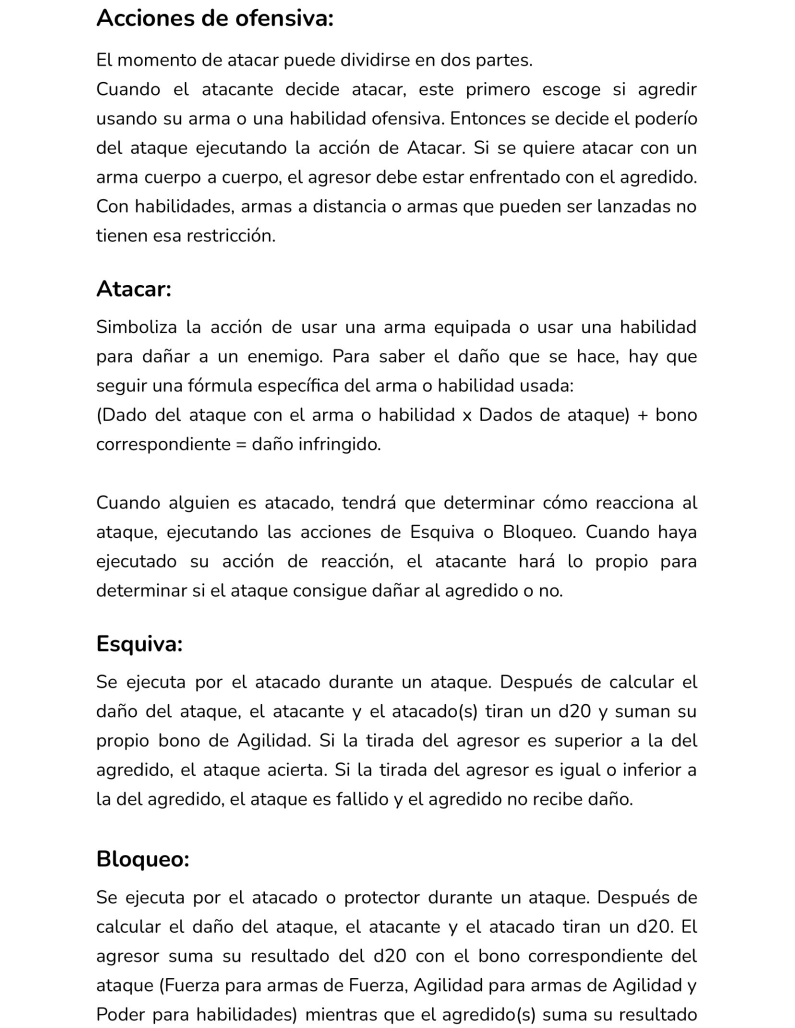 Acciones de ofensiva:
El momento de atacar puede dividirse en dos partes.
Cuando el atacante decide atacar, este primero escoge si agredir
usando su arma o una habilidad ofensiva. Entonces se decide el poderío
del ataque ejecutando la acción de Atacar. Si se quiere atacar con un
arma cuerpo a cuerpo, el agresor debe estar enfrentado con el agredido.
Con habilidades, armas a distancia o armas que pueden ser lanzadas no
tienen esa restricción.
Atacar:
Simboliza la acción de usar una arma equipada o usar una habilidad
para dañar a un enemigo. Para saber el daño que se hace, hay que
seguir una fórmula específica del arma o habilidad usada:
(Dado del ataque con el arma o habilidad x Dados de ataque) + bono
correspondiente = daño infringido.
Cuando alguien es atacado, tendrá que determinar cómo reacciona al
ataque, ejecutando las acciones de Esquiva o Bloqueo. Cuando haya
ejecutado su acción de reacción, el atacante hará lo propio para
determinar si el ataque consigue dañar al agredido o no.
Esquiva:
Se ejecuta por el atacado durante un ataque. Después de calcular el
daño del ataque, el atacante y el atacado(s) tiran un d20 y suman su
propio bono de Agilidad. Si la tirada del agresor es superior a la del
agredido, el ataque acierta. Si la tirada del agresor es igual o inferior a
la del agredido, el ataque es fallido y el agredido no recibe daño.
Bloqueo:
Se ejecuta por el atacado o protector durante un ataque. Después de
calcular el daño del ataque, el atacante y el atacado tiran un d20. El
agresor suma su resultado del d20 con el bono correspondiente del
ataque (Fuerza para armas de Fuerza, Agilidad para armas de Agilidad y
Poder para habilidades) mientras que el agredido(s) suma su resultado